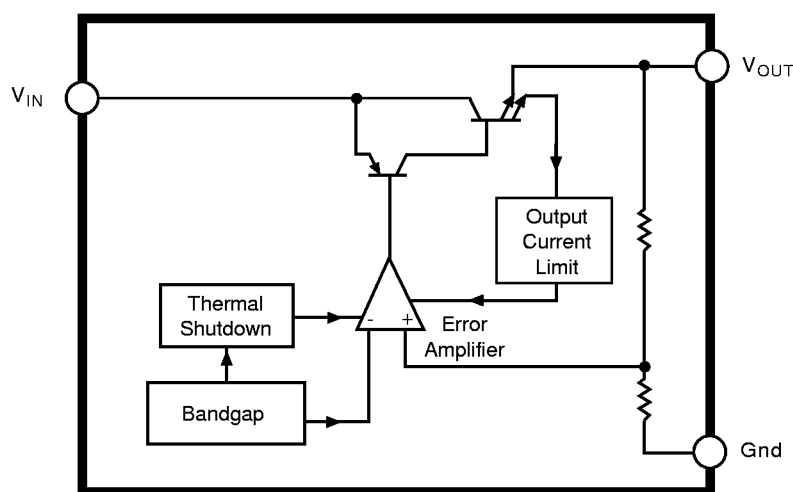 V_IN
V_OUT
Output
Current
Limit
Thermal
Shutdown
- +
Error
Amplifier
Bandgap
Gnd